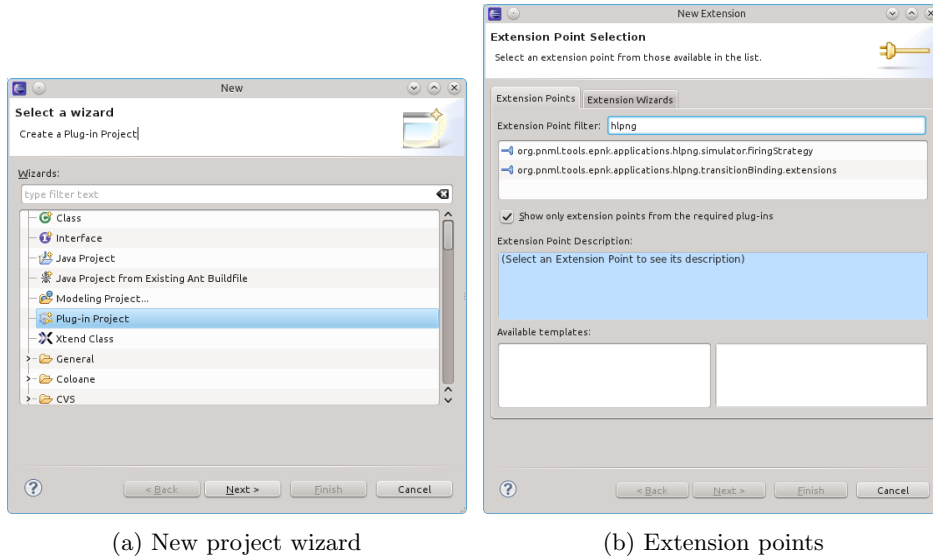 New
Select a wizard
Create a Plug-in Project
Wizards:
type filter text
Class
Interface
Java Project
Java Project from Existing Ant Buildfile
Modeling Project...
Plug-in Project
Xtend Class
General
Coloane
CVS
< Back Next > Finish Cancel
(a) New project wizard
New Extension
Extension Point Selection
Select an extension point from those available in the list.
Extension Points Extension Wizards
Extension Point filter: hlpng
org.pnml.tools.epnk.applications.hlpng.simulator.firingStrategy
org.pnml.tools.epnk.applications.hlpng.transitionBinding.extensions
Show only extension points from the required plug-ins
Extension Point Description:
(Select an Extension Point to see its description)
Available templates:
< Back Next > Finish Cancel
(b) Extension points